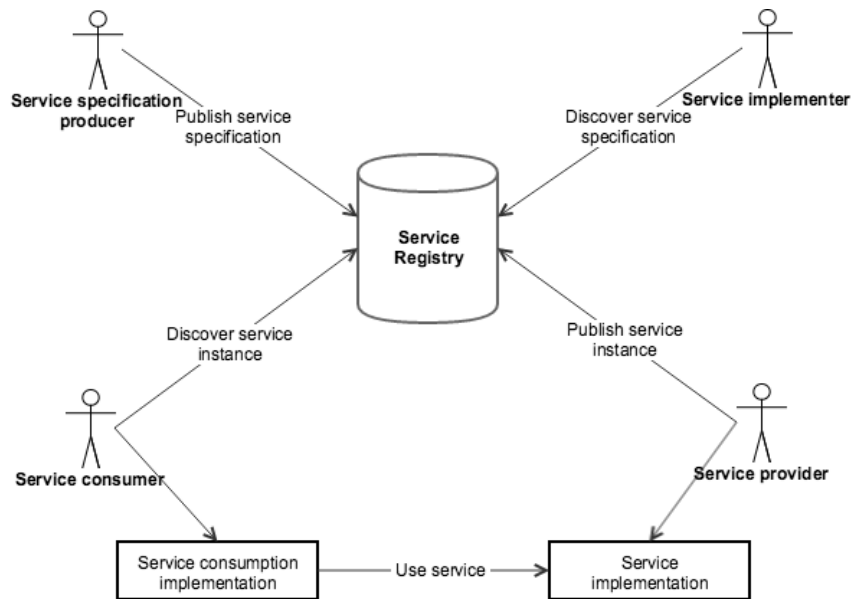 Service specification
producer
Service implementer
Publish service
specification
Discover service
specification
Service
Registry
Discover service
instance
Publish service
instance
Service consumer
Service provider
Service consumption
implementation
Use service
Service
implementation